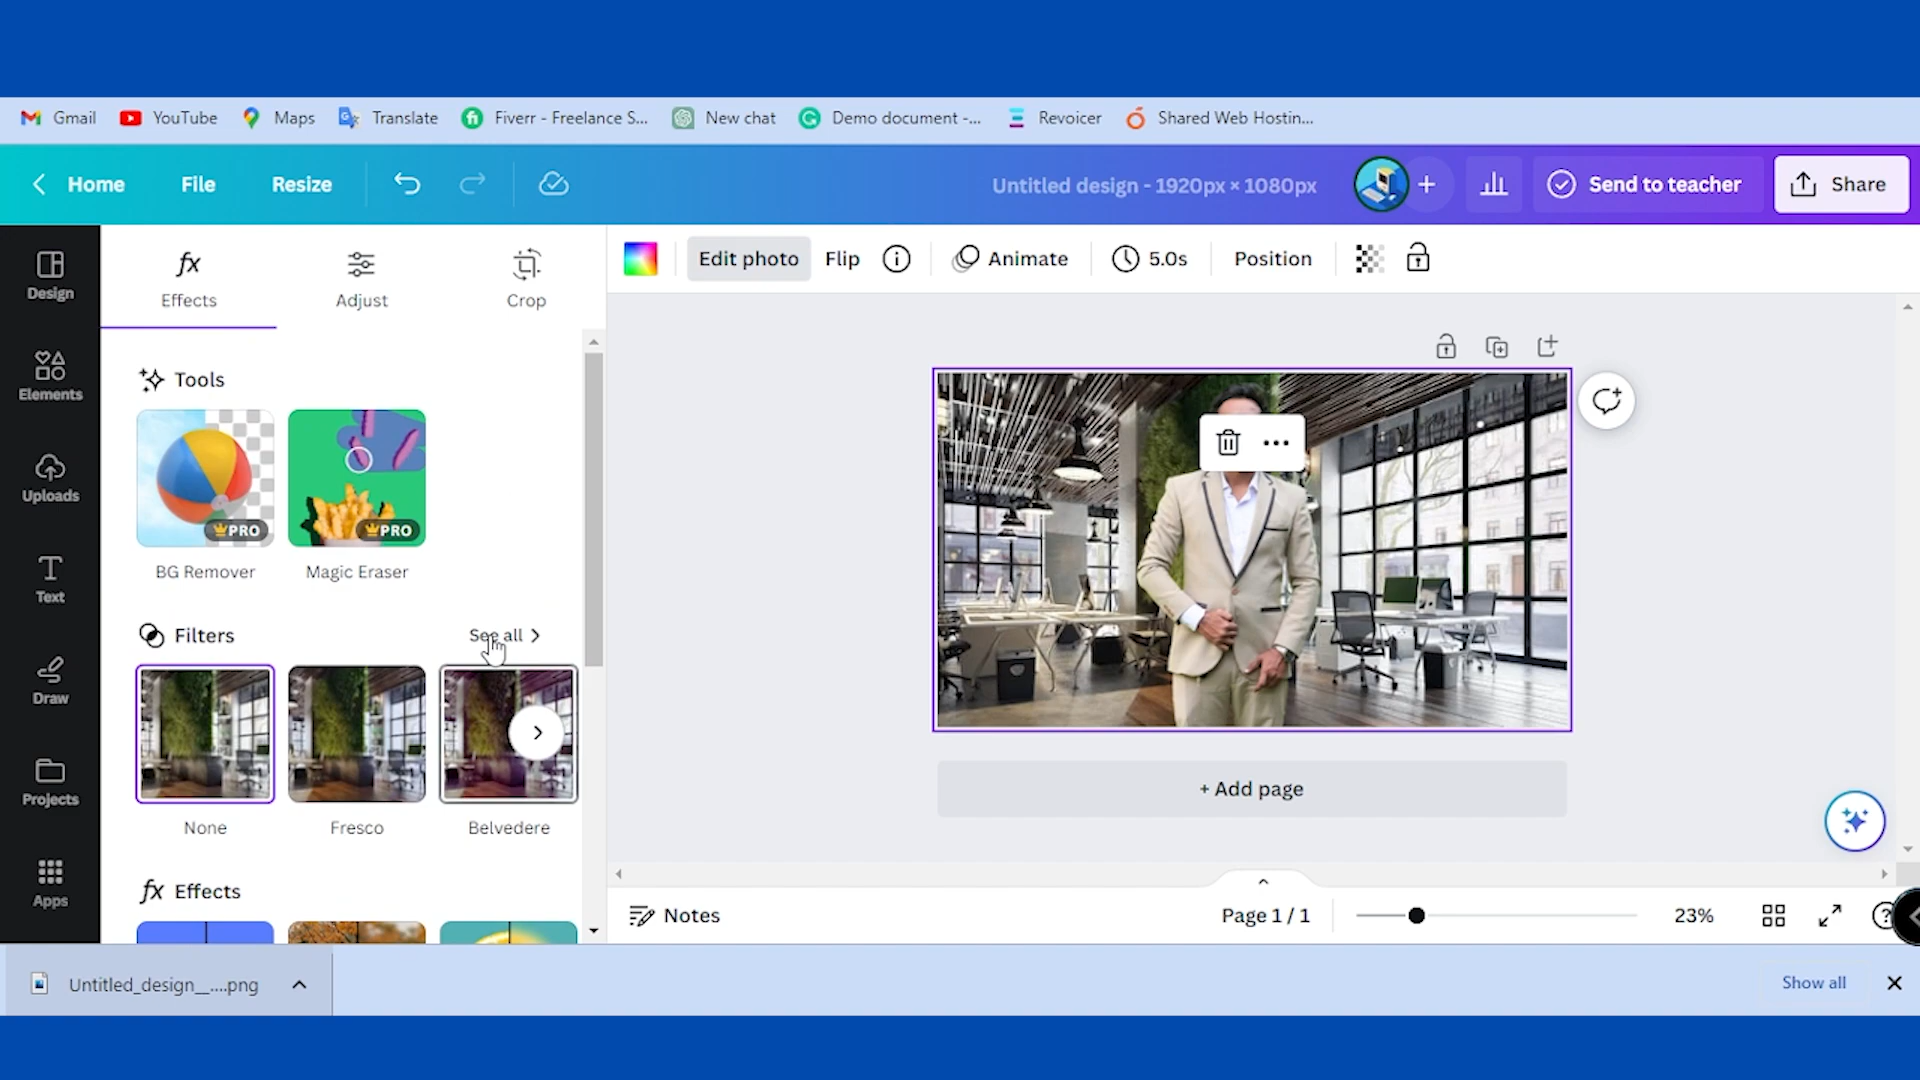 Gmail YouTube Maps Translate Fiverr - Freelance S... New chat Demo document -... Revoicer Shared Web Hostin...
Home File Resize Untitled design - 1920px × 1080px + Send to teacher Share
Design
Elements
Uploads
Text
Draw
Projects
Apps
fx Effects
Adjust
Crop
Edit photo Flip Animate 5.0s Position
Tools
PRO PRO
BG Remover Magic Eraser
Filters See all
None Fresco Belvedere
fx Effects
+ Add page
Notes Page 1 / 1 23% ?
Untitled_design__....png Show all